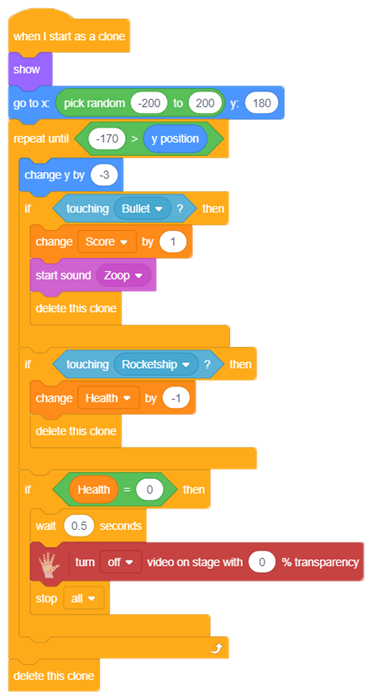 when I start as a clone
show
go to x: pick random -200 to 200 y: 180
repeat until -170 > y position
change y by -3
if touching Bullet ? then
change Score by 1
start sound Zoop
delete this clone
if touching Rocketship ? then
change Health by -1
delete this clone
if Health = 0 then
wait 0.5 seconds
turn off video on stage with 0 % transparency
stop all
delete this clone